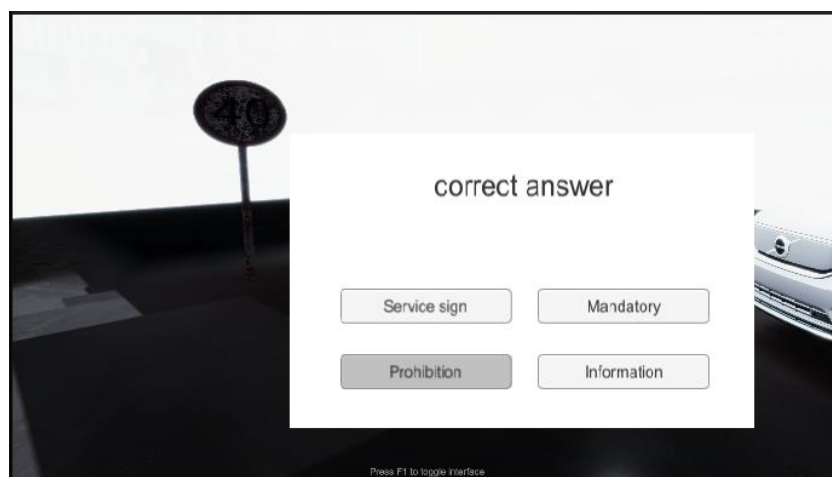 40
correct answer
Service sign
Mandatory
Prohibition
Information
Press F1 to toggle interface